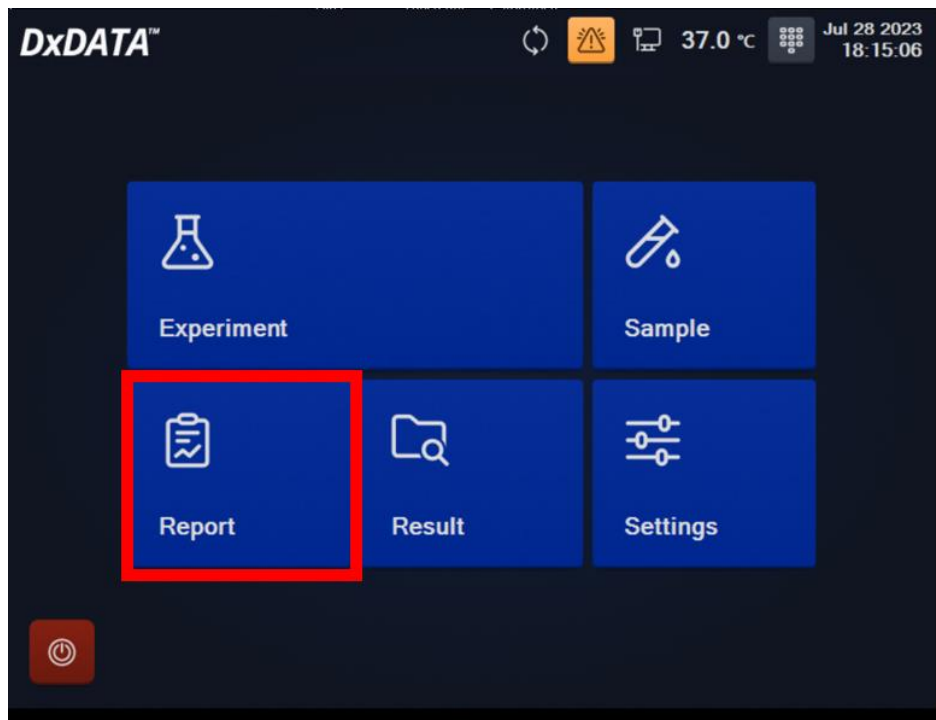 DxDATA™
37.0 ℃
Jul 28 2023
18:15:06
Experiment
Sample
Report
Result
Settings